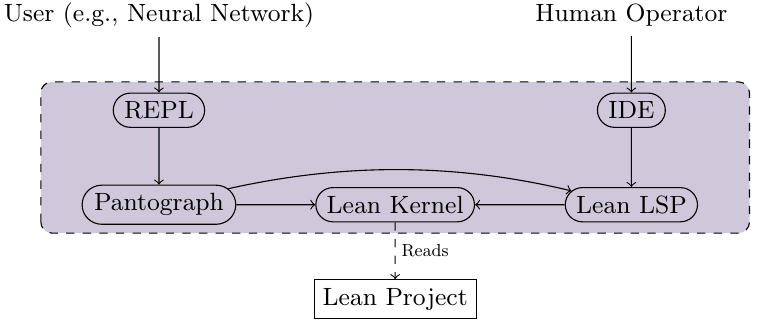 User (e.g., Neural Network)
Human Operator
REPL
IDE
Pantograph
Lean Kernel
Lean LSP
Reads
Lean Project